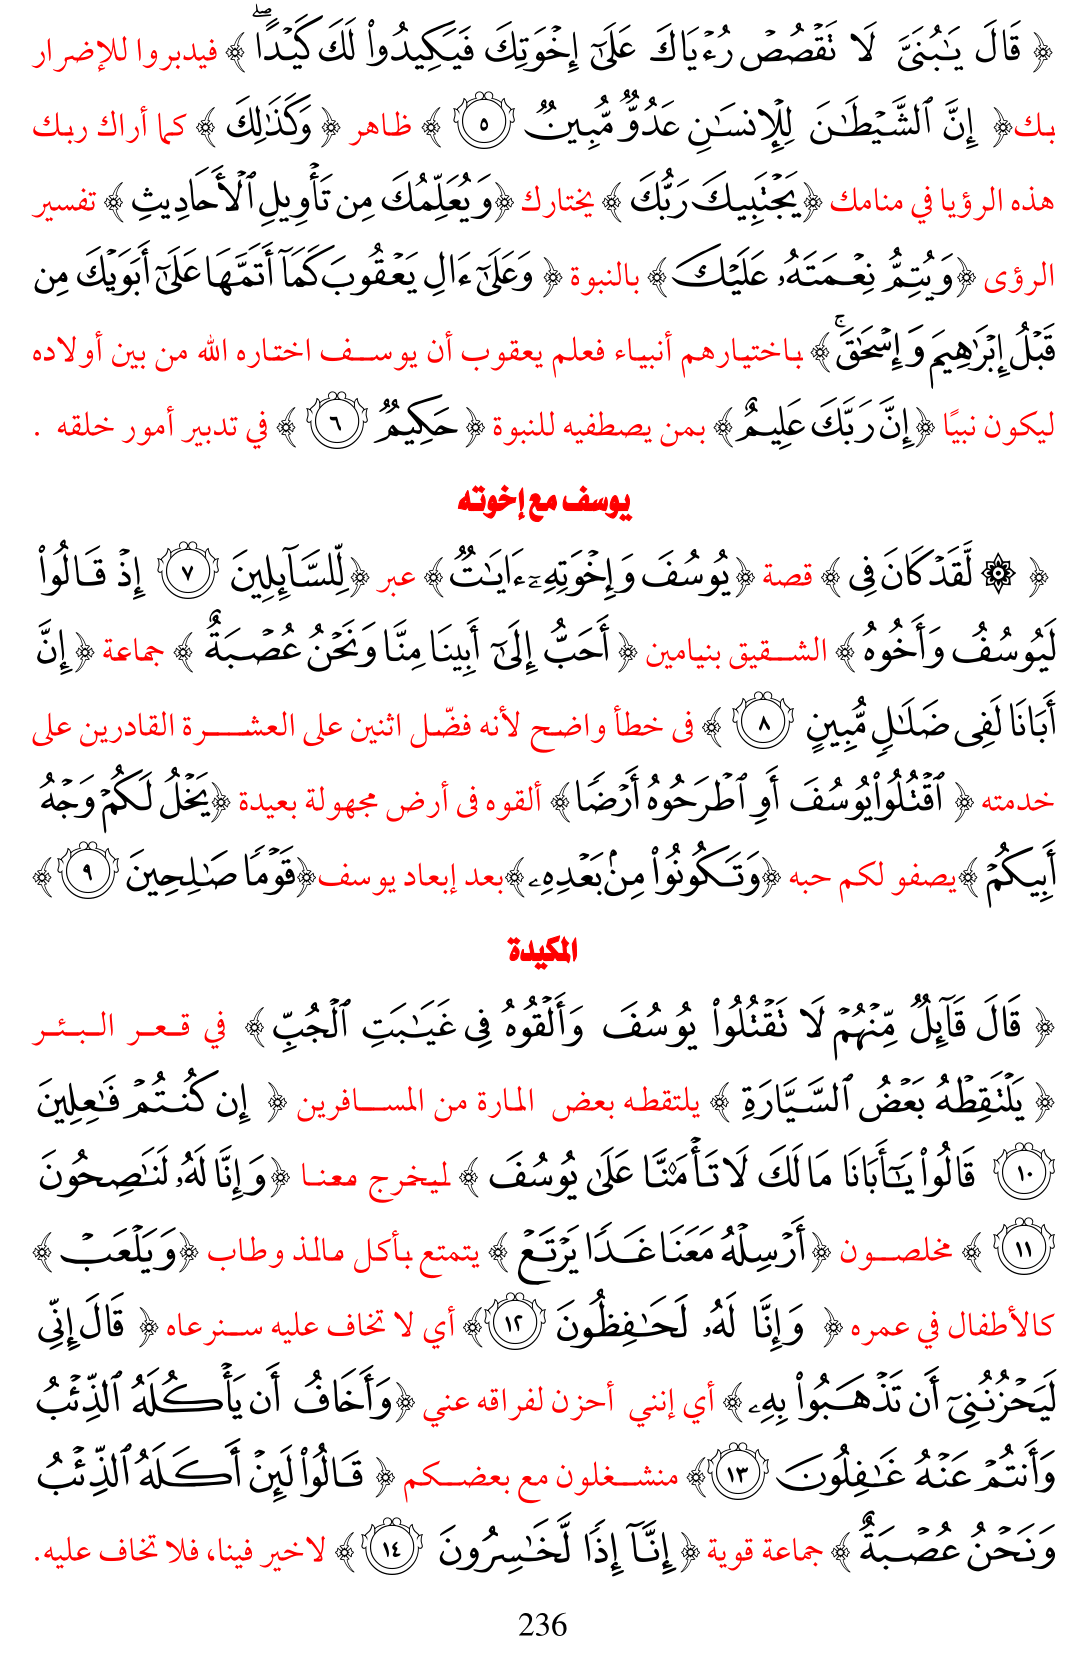 ﴿ قَالَ يَـٰبُنَىَّ لَا تَقۡصُصۡ رُءۡيَاكَ عَلَىٰٓ إِخۡوَتِكَ فَيَكِيدُواْ لَكَ كَيۡدًاۖ ﴾ فيدبروا للإضرار
بك﴿ إِنَّ ٱلشَّيۡطَـٰنَ لِلۡإِنسَـٰنِ عَدُوٌّ مُّبِينٌ ٥ ﴾ ظاهر ﴿ وَكَذَٰلِكَ ﴾ كما أراك ربك
هذه الرؤيا في منامك ﴿يَجۡتَبِيكَ رَبُّكَ ﴾ يختارك ﴿وَيُعَلِّمُكَ مِن تَأۡوِيلِ ٱلۡأَحَادِيثِ ﴾ تفسير
الرؤى ﴿وَيُتِمُّ نِعۡمَتَهُۥ عَلَيۡكَ﴾ بالنبوة ﴿ وَعَلَىٰٓ ءَالِ يَعۡقُوبَ كَمَآ أَتَمَّهَا عَلَىٰٓ أَبَوَيۡكَ مِن
قَبۡلُ إِبۡرَٰهِيمَ وَإِسۡحَـٰقَۚ﴾ باختيارهم أنبياء فعلم يعقوب أن يوسف اختاره الله من بين أولاده
ليكون نبيًا ﴿إِنَّ رَبَّكَ عَلِيمٌ﴾ بمن يصطفيه للنبوة ﴿ حَكِيمٌ ٦ ﴾ في تدبير أمور خلقه .
يوسف مع إخوته
﴿ ۞ لَّقَدۡ كَانَ فِى ﴾ قصة ﴿يُوسُفَ وَإِخۡوَتِهِۦٓ ءَايَـٰتٌ﴾ عبر ﴿لِّلسَّآئِلِينَ ٧ إِذۡ قَالُواْ
لَيُوسُفُ وَأَخُوهُ﴾ الشقيق بنيامين ﴿ أَحَبُّ إِلَىٰٓ أَبِينَا مِنَّا وَنَحۡنُ عُصۡبَةٌ ﴾ جماعة ﴿إِنَّ
أَبَانَا لَفِى ضَلَـٰلٍ مُّبِينٍ ٨ ﴾ فى خطأ واضح لأنه فضّل اثنين على العشرة القادرين على
خدمته ﴿ ٱقۡتُلُواْ يُوسُفَ أَوِ ٱطۡرَحُوهُ أَرۡضًا﴾ ألقوه فى أرض مجهولة بعيدة ﴿يَخۡلُ لَكُمۡ وَجۡهُ
أَبِيكُمۡ ﴾يصفو لكم حبه ﴿وَتَكُونُواْ مِنۢ بَعۡدِهِۦ﴾بعد إبعاد يوسف﴿قَوۡمًا صَـٰلِحِينَ ٩ ﴾
المكيدة
﴿ قَالَ قَآئِلٌ مِّنۡهُمۡ لَا تَقۡتُلُواْ يُوسُفَ وَأَلۡقُوهُ فِى غَيَـٰبَتِ ٱلۡجُبِّ ﴾ في قعر البئر
﴿ يَلۡتَقِطۡهُ بَعۡضُ ٱلسَّيَّارَةِ ﴾ يلتقطه بعض المارة من المسافرين ﴿ إِن كُنتُمۡ فَـٰعِلِينَ
١٠ قَالُواْ يَـٰٓأَبَانَا مَا لَكَ لَا تَأۡمَ۬نَّا عَلَىٰ يُوسُفَ ﴾ ليخرج معنا ﴿وَإِنَّا لَهُۥ لَنَـٰصِحُونَ
١١ ﴾ مخلصون ﴿أَرۡسِلۡهُ مَعَنَا غَدًا يَرۡتَعۡ ﴾ يتمتع بأكل مالذ وطاب ﴿وَيَلۡعَبۡ ﴾
كالأطفال في عمره ﴿ وَإِنَّا لَهُۥ لَحَـٰفِظُونَ ١٢﴾ أي لا تخاف عليه سنرعاه ﴿ قَالَ إِنِّى
لَيَحۡزُنُنِىٓ أَن تَذۡهَبُواْ بِهِۦ ﴾ أي إنني أحزن لفراقه عني ﴿وَأَخَافُ أَن يَأۡكُلَهُ ٱلذِّئۡبُ
وَأَنتُمۡ عَنۡهُ غَـٰفِلُونَ ١٣﴾ منشغلون مع بعضكم ﴿ قَالُواْ لَئِنۡ أَكَلَهُ ٱلذِّئۡبُ
وَنَحۡنُ عُصۡبَةٌ﴾ جماعة قوية ﴿ إِنَّآ إِذًا لَّخَـٰسِرُونَ ١٤ ﴾ لاخير فينا، فلا تخاف عليه.
236